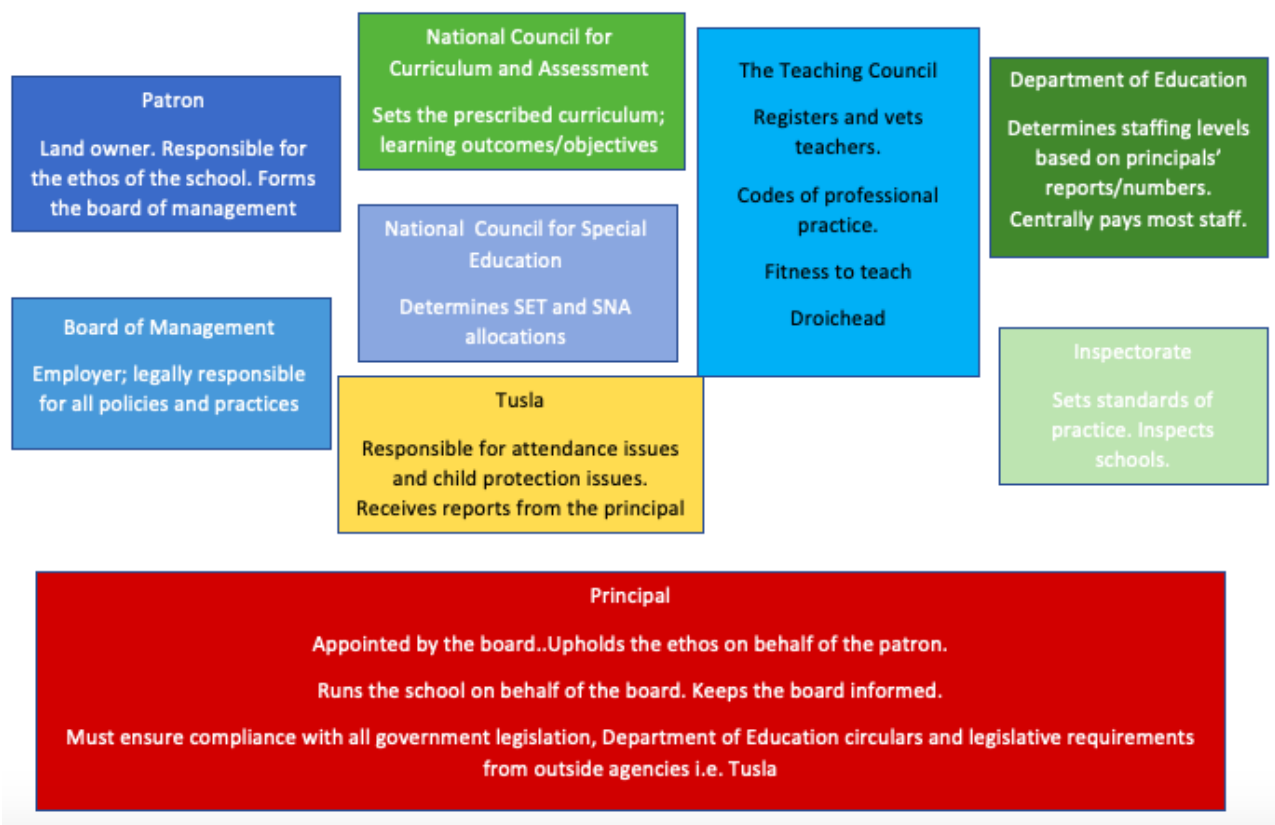 Patron
Land owner. Responsible for
the ethos of the school. Forms
the board of management
National Council for
Curriculum and Assessment
Sets the prescribed curriculum;
learning outcomes/objectives
The Teaching Council
Registers and vets
teachers.
Codes of professional
practice.
Fitness to teach
Droichead
Department of Education
Determines staffing levels
based on principals'
reports/numbers.
Centrally pays most staff.
National Council for Special
Education
Determines SET and SNA
allocations
Board of Management
Employer; legally responsible
for all policies and practices
Tusla
Responsible for attendance issues
and child protection issues.
Receives reports from the principal
Inspectorate
Sets standards of
practice. Inspects
schools.
Principal
Appointed by the board..Upholds the ethos on behalf of the patron.
Runs the school on behalf of the board. Keeps the board informed.
Must ensure compliance with all government legislation, Department of Education circulars and legislative requirements
from outside agencies i.e. Tusla